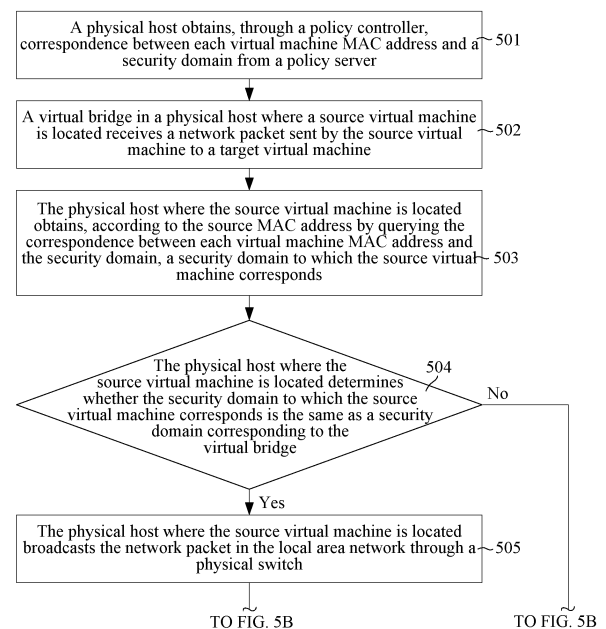 A physical host obtains, through a policy controller,
correspondence between each virtual machine MAC address and a
security domain from a policy server
501
A virtual bridge in a physical host where a source virtual machine
is located receives a network packet sent by the source virtual
machine to a target virtual machine
502
The physical host where the source virtual machine is located
obtains, according to the source MAC address by querying the
correspondence between each virtual machine MAC address and
the security domain, a security domain to which the source virtual
machine corresponds
503
The physical host where the
source virtual machine is located determines
whether the security domain to which the source
virtual machine corresponds is the same as a security
domain corresponding to the
virtual bridge
504
No
Yes
The physical host where the source virtual machine is located
broadcasts the network packet in the local area network through a
physical switch
505
TO FIG. 5B
TO FIG. 5B